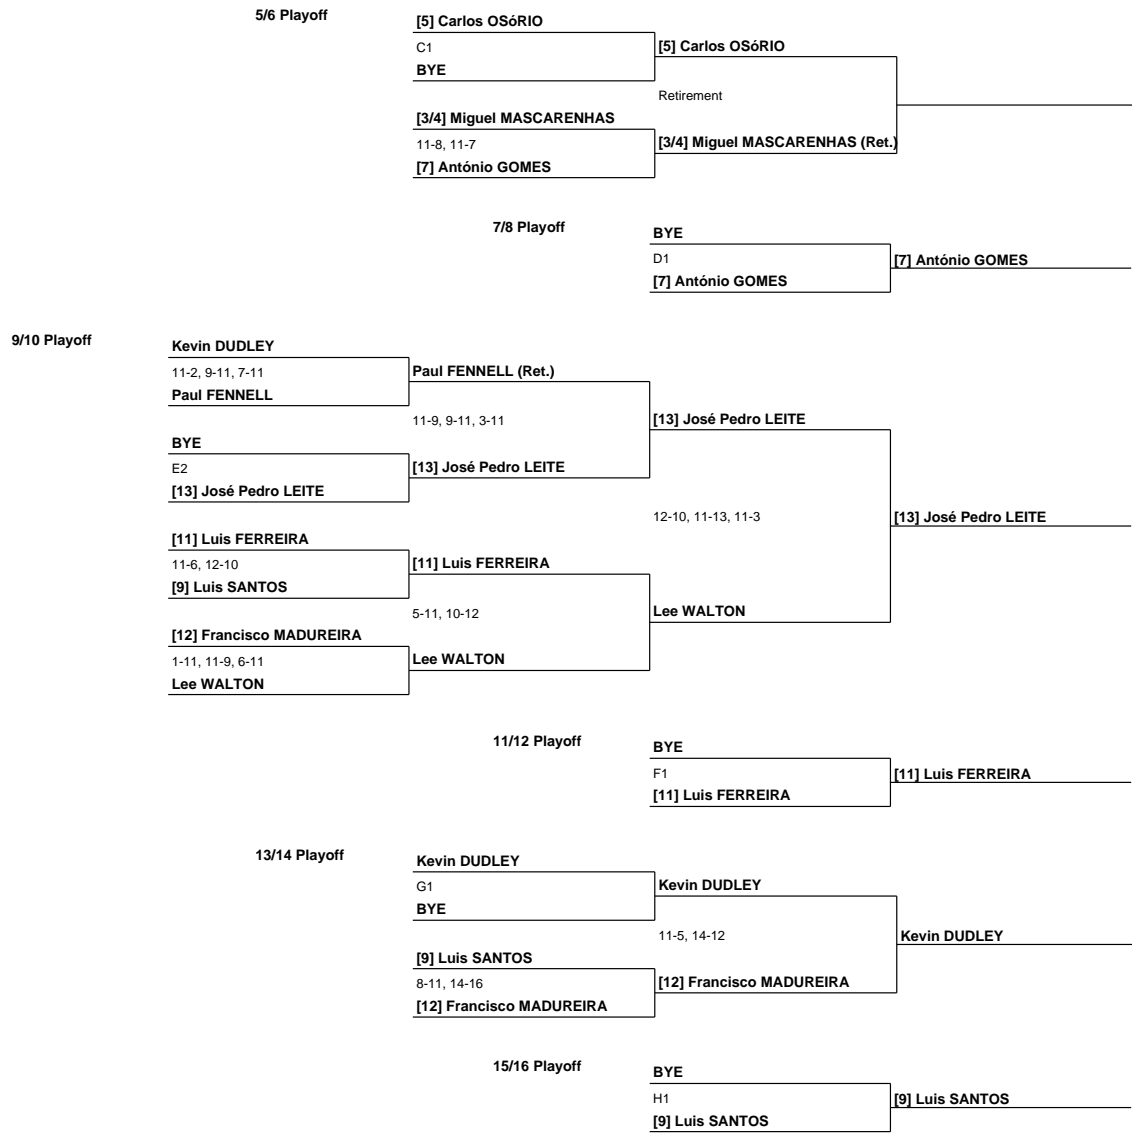 5/6 Playoff
[5] Carlos OSóRIO
C1
BYE
[5] Carlos OSóRIO
Retirement
[3/4] Miguel MASCARENHAS
11-8, 11-7
[7] António GOMES
[3/4] Miguel MASCARENHAS (Ret.)
7/8 Playoff
BYE
D1
[7] António GOMES
[7] António GOMES
9/10 Playoff
Kevin DUDLEY
11-2, 9-11, 7-11
Paul FENNELL
Paul FENNELL (Ret.)
11-9, 9-11, 3-11
[13] José Pedro LEITE
BYE
E2
[13] José Pedro LEITE
[13] José Pedro LEITE
12-10, 11-13, 11-3
[13] José Pedro LEITE
[11] Luis FERREIRA
11-6, 12-10
[9] Luis SANTOS
[11] Luis FERREIRA
5-11, 10-12
Lee WALTON
[12] Francisco MADUREIRA
1-11, 11-9, 6-11
Lee WALTON
Lee WALTON
11/12 Playoff
BYE
F1
[11] Luis FERREIRA
[11] Luis FERREIRA
13/14 Playoff
Kevin DUDLEY
G1
BYE
Kevin DUDLEY
11-5, 14-12
Kevin DUDLEY
[9] Luis SANTOS
8-11, 14-16
[12] Francisco MADUREIRA
[12] Francisco MADUREIRA
15/16 Playoff
BYE
H1
[9] Luis SANTOS
[9] Luis SANTOS